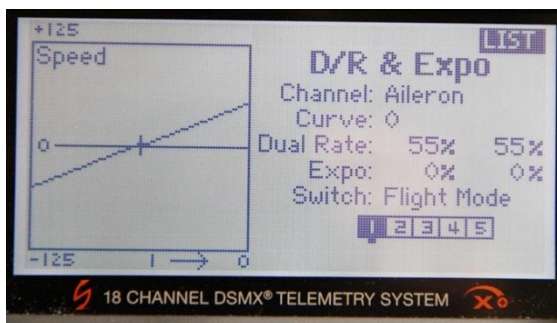 +125
LIST
Speed
D/R & Expo
Channel: Aileron
Curve: 0
0
Dual Rate: 55% 55%
Expo: 0% 0%
Switch: Flight Mode
1 2 3 4 5
-125 I → 0
18 CHANNEL DSMX® TELEMETRY SYSTEM